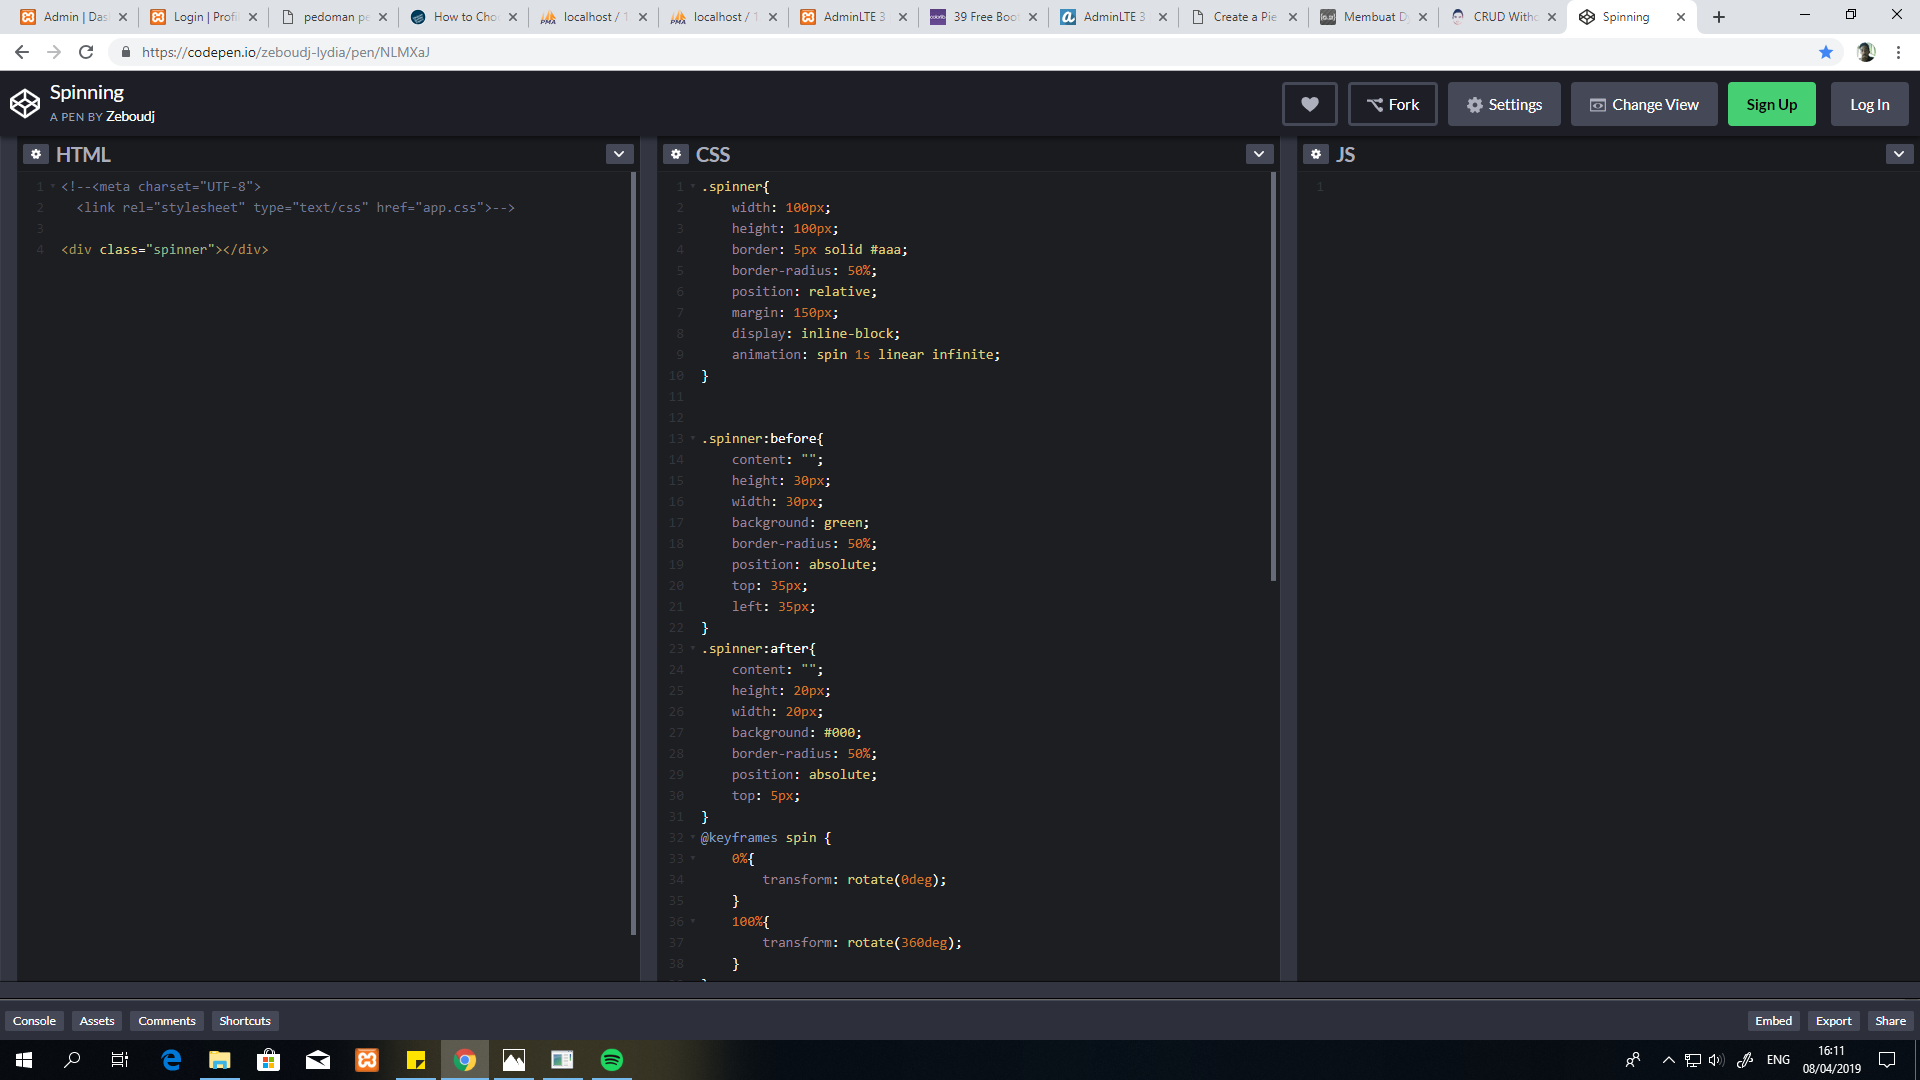 Admin | Das
Login | Profi
pedoman pe
How to Cho
localhost / 1
localhost / 1
AdminLTE 3
39 Free Boot
AdminLTE 3
Create a Pie
Membuat Dy
CRUD Witho
Spinning
https://codepen.io/zeboudj-lydia/pen/NLMXaJ
Spinning
A PEN BY Zeboudj
Fork
Settings
Change View
Sign Up
Log In
HTML
1 <!--<meta charset="UTF-8">
2 <link rel="stylesheet" type="text/css" href="app.css">-->
3
4 <div class="spinner"></div>
CSS
1 .spinner{
2 width: 100px;
3 height: 100px;
4 border: 5px solid #aaa;
5 border-radius: 50%;
6 position: relative;
7 margin: 150px;
8 display: inline-block;
9 animation: spin 1s linear infinite;
10 }
11
12
13 .spinner:before{
14 content: "";
15 height: 30px;
16 width: 30px;
17 background: green;
18 border-radius: 50%;
19 position: absolute;
20 top: 35px;
21 left: 35px;
22 }
23 .spinner:after{
24 content: "";
25 height: 20px;
26 width: 20px;
27 background: #000;
28 border-radius: 50%;
29 position: absolute;
30 top: 5px;
31 }
32 @keyframes spin {
33 0%{
34 transform: rotate(0deg);
35 }
36 100%{
37 transform: rotate(360deg);
38 }
JS
1
Console
Assets
Comments
Shortcuts
Embed
Export
Share
ENG
16:11
08/04/2019